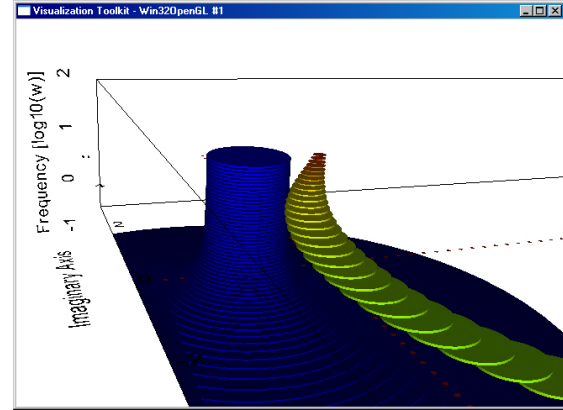 Visualization Toolkit - Win32OpenGL #1
2
1
0
-1
Frequency [log10(w)]
Imaginary Axis